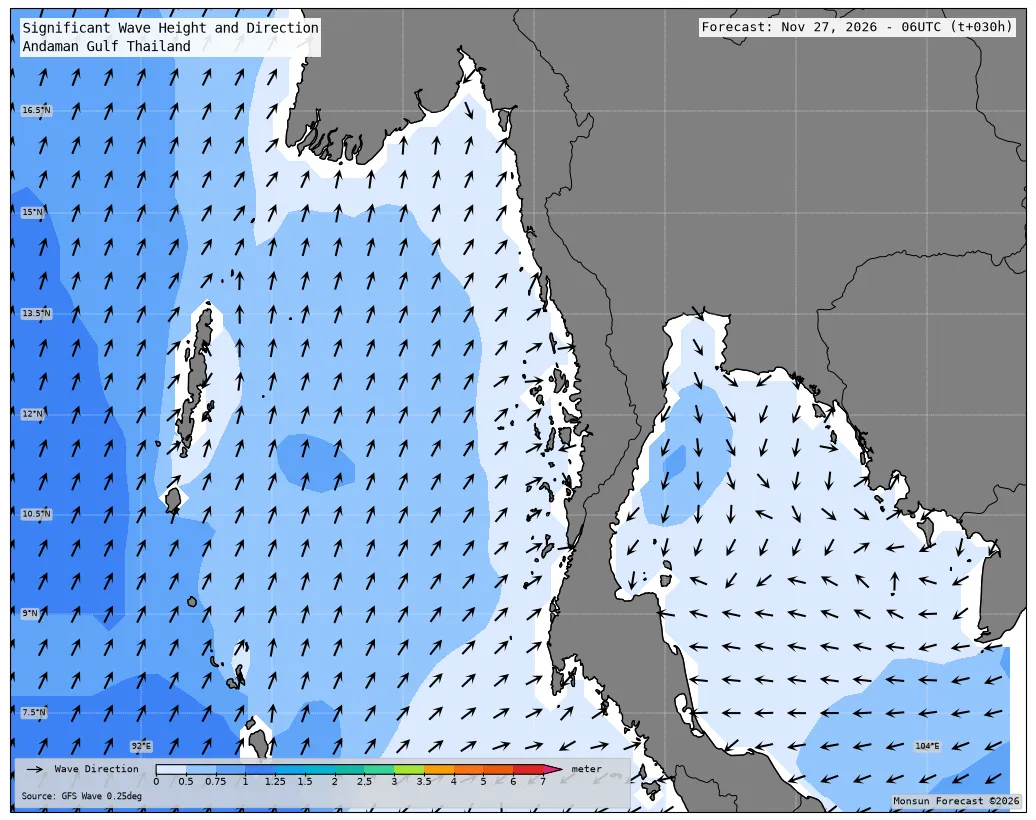 Significant Wave Height and Direction
Andaman Gulf Thailand
Forecast: Nov 27, 2026 - 06UTC (t+030h)
16.5°N
15°N
13.5°N
12°N
10.5°N
9°N
7.5°N
92°E
104°E
Wave Direction
0 0.5 0.75 1 1.25 1.5 2 2.5 3 3.5 4 5 6 7
meter
Source: GFS Wave 0.25deg
Monsun Forecast ©2026